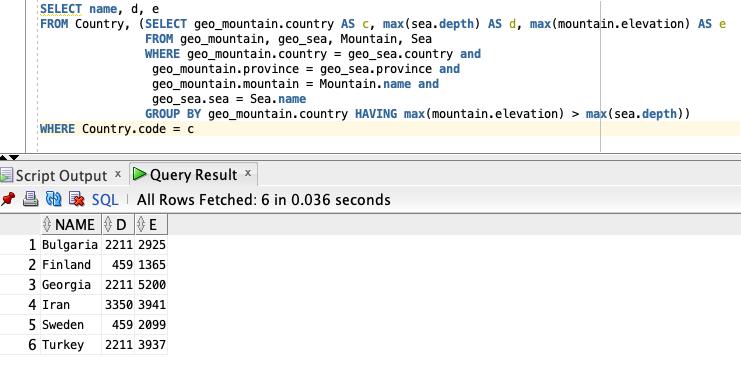 SELECT name, d, e
FROM Country, (SELECT geo_mountain.country AS c, max(sea.depth) AS d, max(mountain.elevation) AS e
FROM geo_mountain, geo_sea, Mountain, Sea
WHERE geo_mountain.country = geo_sea.country and
geo_mountain.province = geo_sea.province and
geo_mountain.mountain = Mountain.name and
geo_sea.sea = Sea.name
GROUP BY geo_mountain.country HAVING max(mountain.elevation) > max(sea.depth))
WHERE Country.code = c
Script Output x Query Result x
SQL | All Rows Fetched: 6 in 0.036 seconds
NAME D E
1 Bulgaria 2211 2925
2 Finland 459 1365
3 Georgia 2211 5200
4 Iran 3350 3941
5 Sweden 459 2099
6 Turkey 2211 3937